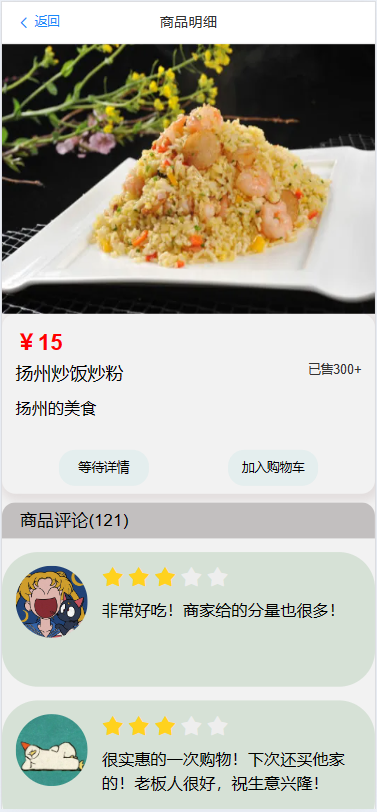 返回
商品明细
￥15
扬州炒饭炒粉
已售300+
扬州的美食
等待详情
加入购物车
商品评论(121)
非常好吃！商家给的分量也很多！
很实惠的一次购物！下次还买他家
的！老板人很好，祝生意兴隆！